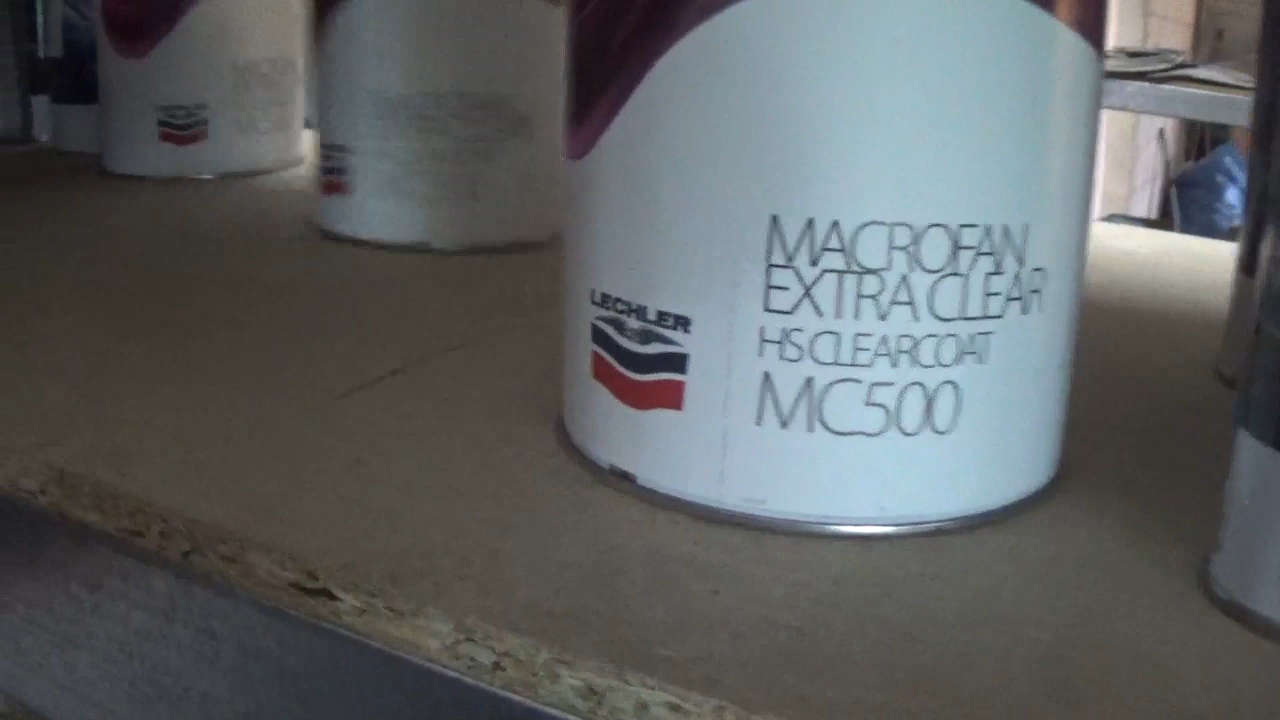 MACROFAN
EXTRA CLEAR
HS CLEARCOAT
MC500
LECHLER